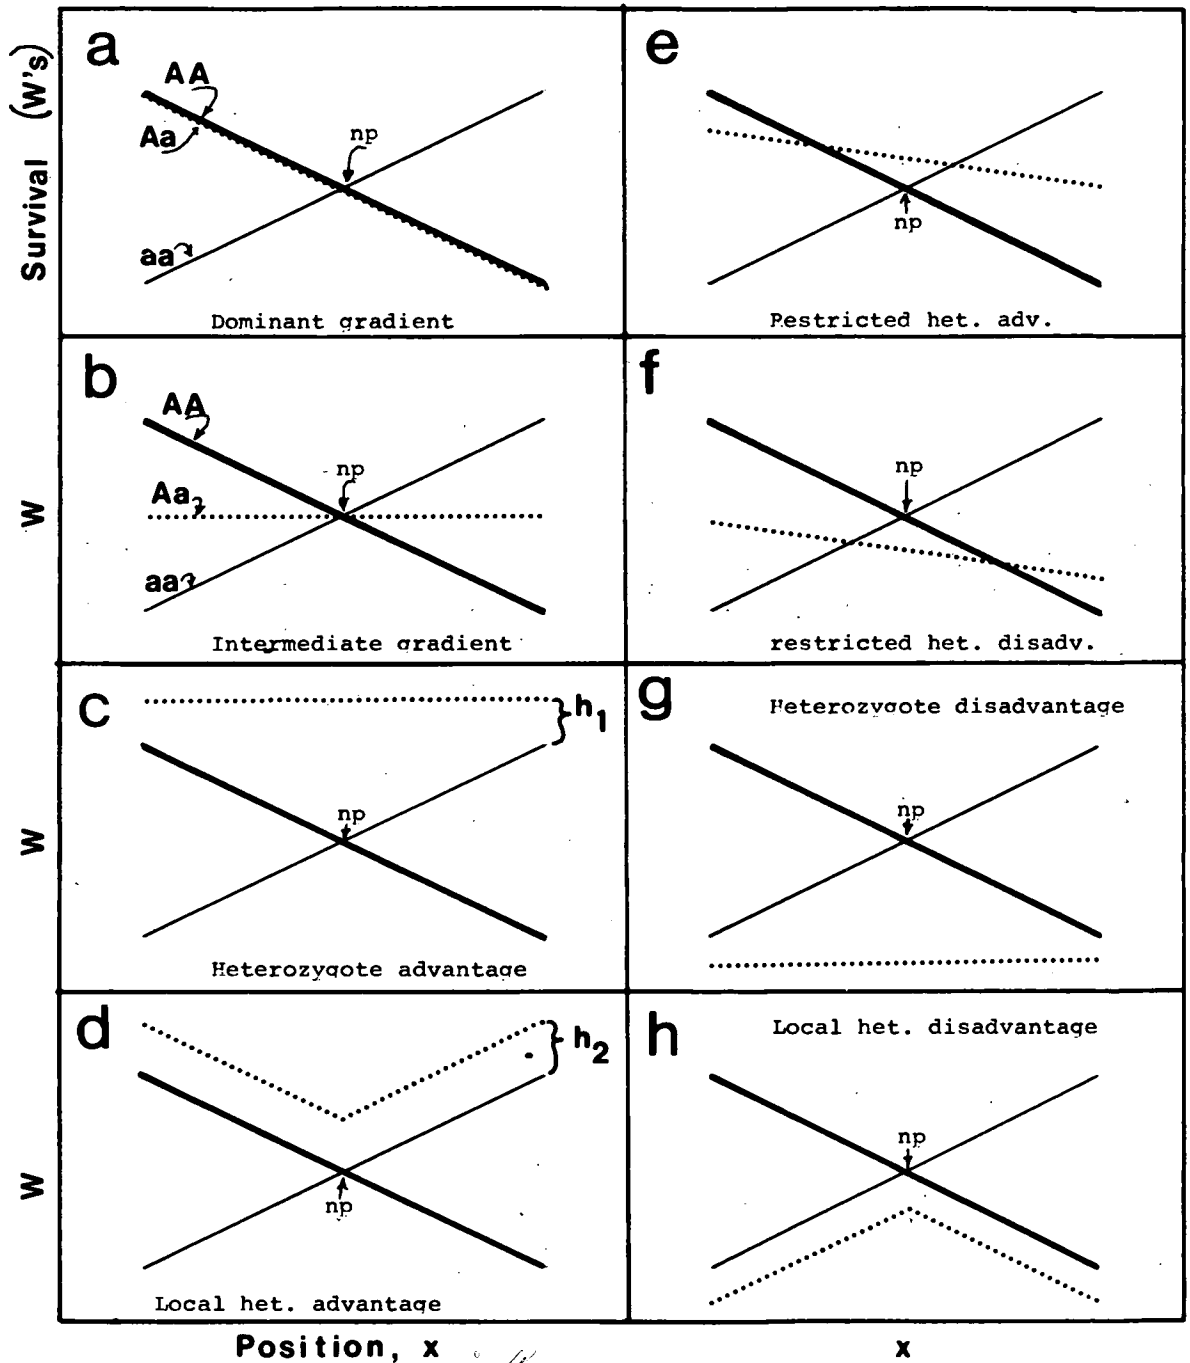 Survival (W's)
a
AA
Aa
np
aa
Dominant gradient
e
np
Restricted het. adv.
W
b
AA
np
Aa
aa
Intermediate gradient
f
np
restricted het. disadv.
W
c
h1
np
Heterozygote advantage
g
Heterozygote disadvantage
np
W
d
h2
np
Local het. advantage
h
Local het. disadvantage
np
Position, x
x